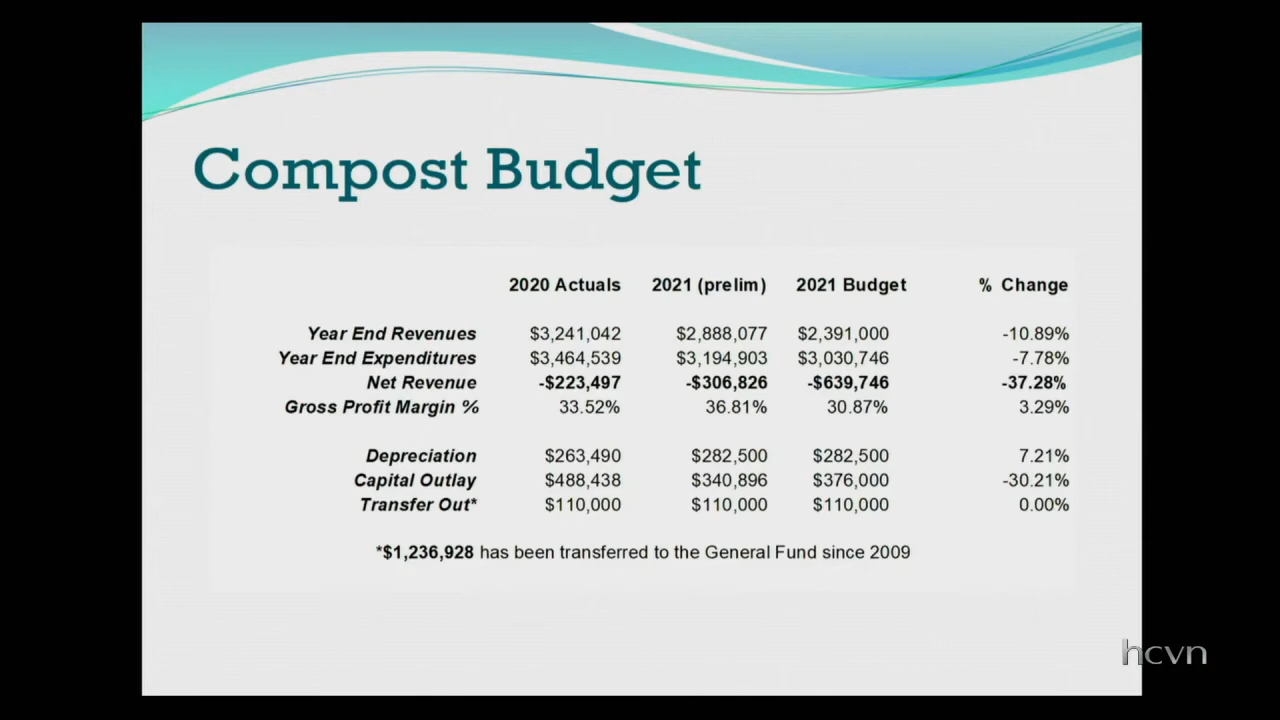 Compost Budget
2020 Actuals 2021 (prelim) 2021 Budget % Change
Year End Revenues $3,241,042 $2,888,077 $2,391,000 -10.89%
Year End Expenditures $3,464,539 $3,194,903 $3,030,746 -7.78%
Net Revenue -$223,497 -$306,826 -$639,746 -37.28%
Gross Profit Margin % 33.52% 36.81% 30.87% 3.29%
Depreciation $263,490 $282,500 $282,500 7.21%
Capital Outlay $488,438 $340,896 $376,000 -30.21%
Transfer Out* $110,000 $110,000 $110,000 0.00%
*$1,236,928 has been transferred to the General Fund since 2009
hcvn